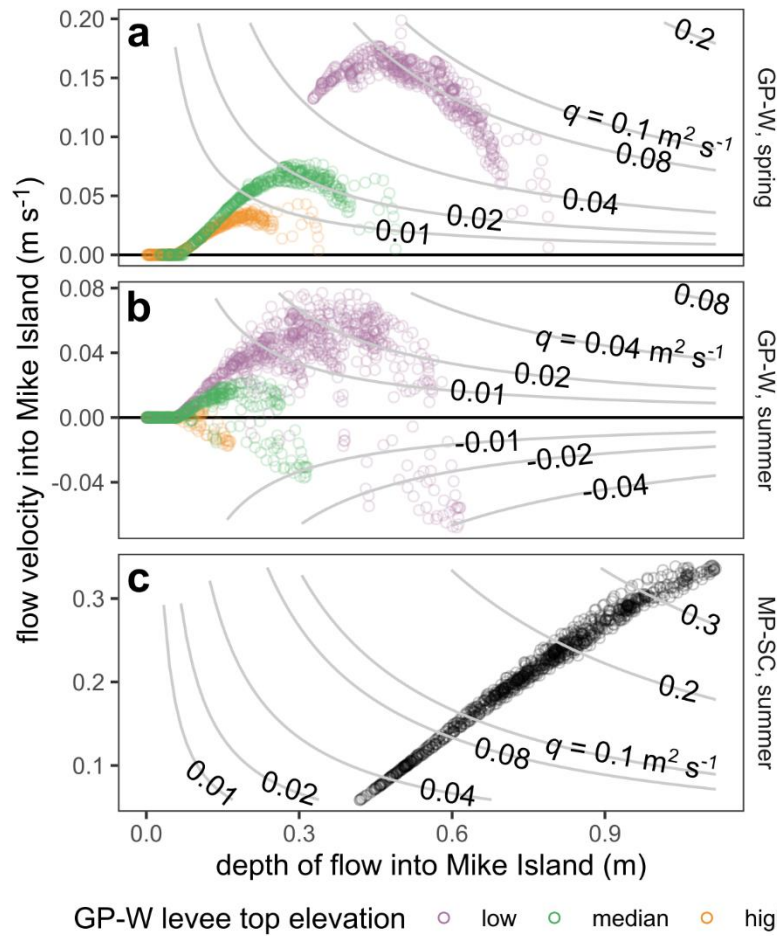 a
0.20
0.15
0.10
0.05
0.00
0.2
q = 0.1 m² s⁻¹
0.08
0.04
0.02
0.01
GP-W, spring
flow velocity into Mike Island (m s⁻¹)
b
0.08
0.04
0.00
-0.04
0.08
q = 0.04 m² s⁻¹
0.02
0.01
-0.01
-0.02
-0.04
GP-W, summer
c
0.3
0.2
0.1
0.3
0.2
q = 0.1 m² s⁻¹
0.08
0.04
0.02
0.01
MP-SC, summer
0.0 0.3 0.6 0.9
depth of flow into Mike Island (m)
GP-W levee top elevation low median hig